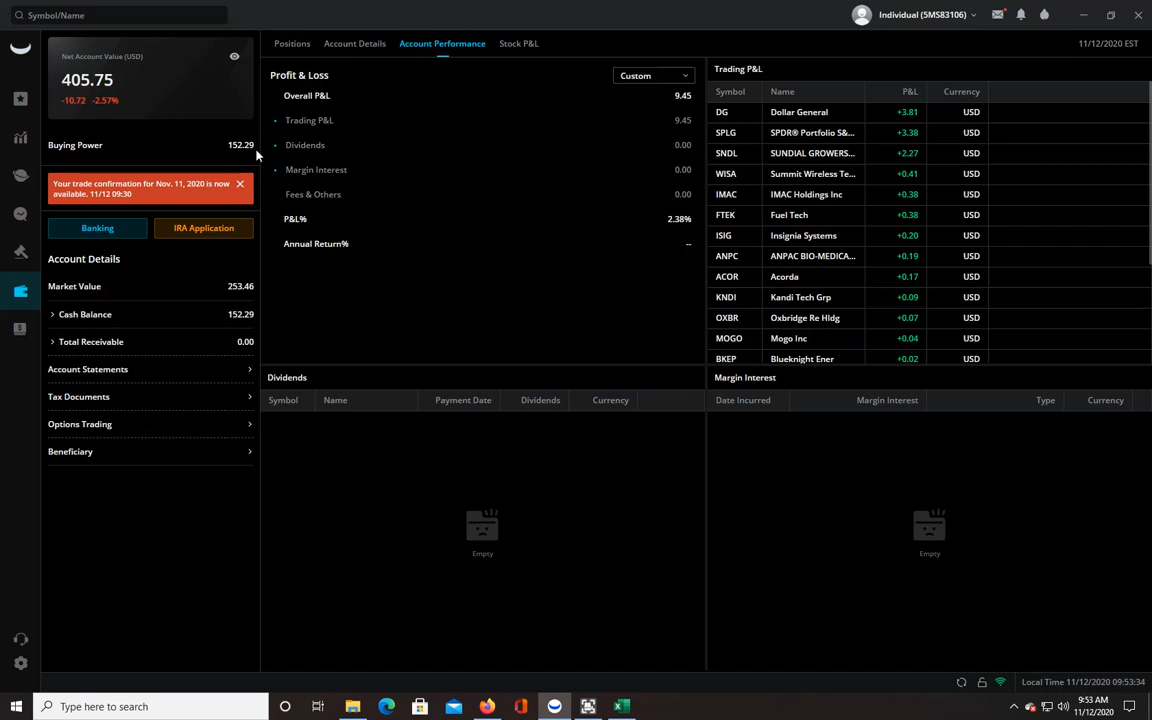 Symbol/Name
Individual (5MS83106)
Net Account Value (USD)
405.75
-10.72 -2.57%
Buying Power 152.29
Your trade confirmation for Nov. 11, 2020 is now
available. 11/12 09:30
Banking IRA Application
Account Details
Market Value 253.46
Cash Balance 152.29
Total Receivable 0.00
Account Statements
Tax Documents
Options Trading
Beneficiary
Positions Account Details Account Performance Stock P&L 11/12/2020 EST
Profit & Loss Custom
Overall P&L 9.45
Trading P&L 9.45
Dividends 0.00
Margin Interest 0.00
Fees & Others 0.00
P&L% 2.38%
Annual Return% --
Trading P&L
Symbol Name P&L Currency
DG Dollar General +3.81 USD
SPLG SPDR® Portfolio S&... +3.38 USD
SNDL SUNDIAL GROWERS... +2.27 USD
WISA Summit Wireless Te... +0.41 USD
IMAC IMAC Holdings Inc +0.38 USD
FTEK Fuel Tech +0.38 USD
ISIG Insignia Systems +0.20 USD
ANPC ANPAC BIO-MEDICA... +0.19 USD
ACOR Acorda +0.17 USD
KNDI Kandi Tech Grp +0.09 USD
OXBR Oxbridge Re Hldg +0.07 USD
MOGO Mogo Inc +0.04 USD
BKEP Blueknight Ener +0.02 USD
Dividends
Symbol Name Payment Date Dividends Currency
Empty
Margin Interest
Date Incurred Margin Interest Type Currency
Empty
Local Time 11/12/2020 09:53:34
Type here to search
9:53 AM
11/12/2020